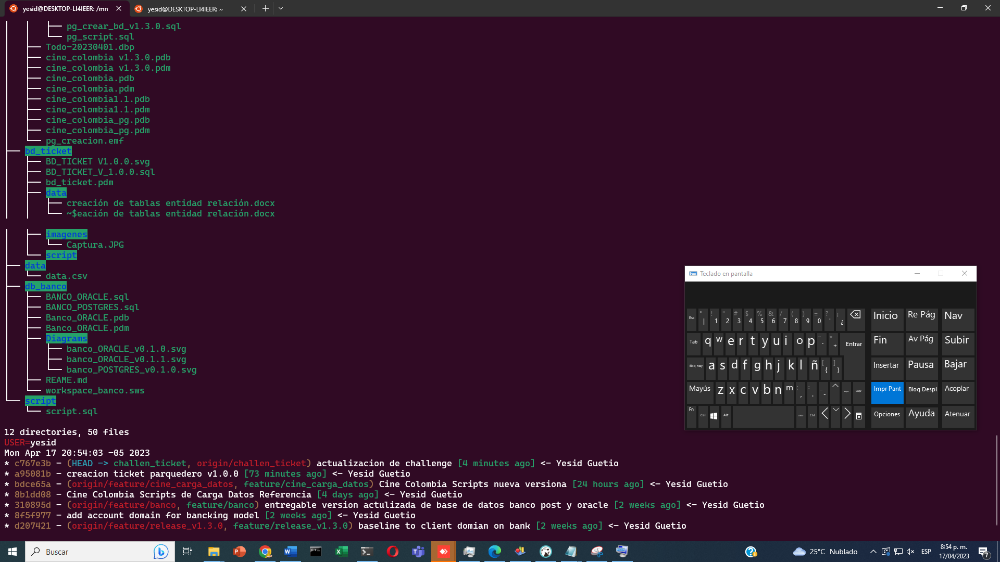 yesid@DESKTOP-LI4IEER: /mn
yesid@DESKTOP-LI4IEER: ~
pg_crear_bd_v1.3.0.sql
pg_script.sql
Todo-20230401.dbp
cine_colombia v1.3.0.pdb
cine_colombia v1.3.0.pdm
cine_colombia.pdb
cine_colombia.pdm
cine_colombia1.1.pdb
cine_colombia1.1.pdm
cine_colombia_pg.pdb
cine_colombia_pg.pdm
pg_creacion.emf
bd_ticket
BD_TICKET V1.0.0.svg
BD_TICKET_V_1.0.0.sql
bd_ticket.pdm
data
creación de tablas entidad relación.docx
~$eación de tablas entidad relación.docx
imagenes
Captura.JPG
script
data
data.csv
db_banco
BANCO_ORACLE.sql
BANCO_POSTGRES.sql
Banco_ORACLE.pdb
Banco_ORACLE.pdm
Diagrams
banco_ORACLE_v0.1.0.svg
banco_ORACLE_v0.1.1.svg
banco_POSTGRES_v0.1.0.svg
REAME.md
workspace_banco.sws
script
script.sql
12 directories, 50 files
USER=yesid
Mon Apr 17 20:54:03 -05 2023
* c767e3b - (HEAD -> challen_ticket, origin/challen_ticket) actualizacion de challenge [4 minutes ago] <- Yesid Guetio
* a95081b - creacion ticket parquedero v1.0.0 [73 minutes ago] <- Yesid Guetio
* bdce65a - (origin/feature/cine_carga_datos, feature/cine_carga_datos) Cine Colombia Scripts nueva versiona [24 hours ago] <- Yesid Guetio
* 8b1dd08 - Cine Colombia Scripts de Carga Datos Referencia [4 days ago] <- Yesid Guetio
* 310895d - (origin/feature/banco, feature/banco) entregable version actulizada de base de datos banco post y oracle [2 weeks ago] <- Yesid Guetio
* 8f5f977 - add account domain for bancking model [2 weeks ago] <- Yesid Guetio
* d207421 - (origin/feature/release_v1.3.0, feature/release_v1.3.0) baseline to client domian on bank [2 weeks ago] <- Yesid Guetio
Teclado en pantalla
Esc ° | ! 1 " 2 # 3 $ 4 % 5 & 6 / 7 ( 8 ) 9 = 0 ? ' ¡ ¿ Inicio Re Pág Nav
Tab q w e r t y u i o p ¨ ´ * + Entrar Fin Av Pág Subir
Bloq May a s d f g h j k l ñ [ { ] } Insertar Pausa Bajar
Mayús z x c v b n m ; , : . _ - Supr Impr Pant Bloq Despl Acoplar
Fn Ctrl Alt Ctrl Opciones Ayuda Atenuar
Buscar
25°C Nublado
ESP
8:54 p. m.
17/04/2023
7